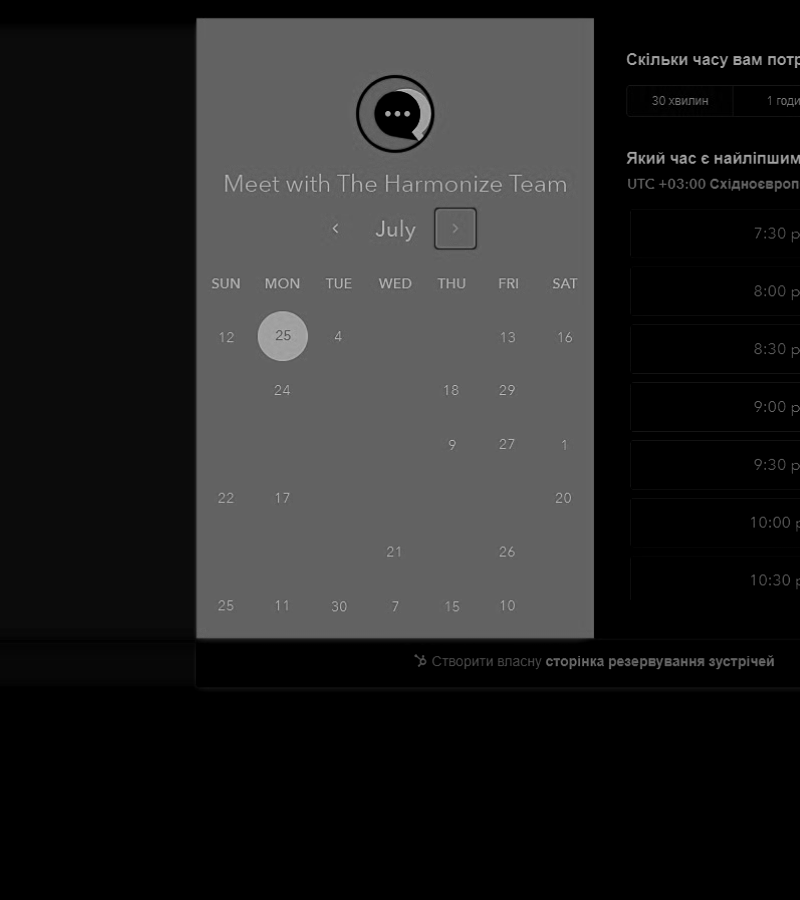 Meet with The Harmonize Team
July
SUN MON TUE WED THU FRI SAT
12 25 4 13 16
24 18 29
9 27 1
22 17 20
21 26
25 11 30 7 15 10
Скільки часу вам потр
30 хвилин 1 годи
Який час є найліпшим
UTC +03:00 Східноєвроп
7:30 p
8:00 p
8:30 p
9:00 p
9:30 p
10:00 p
10:30 p
Створити власну сторінка резервування зустрічей